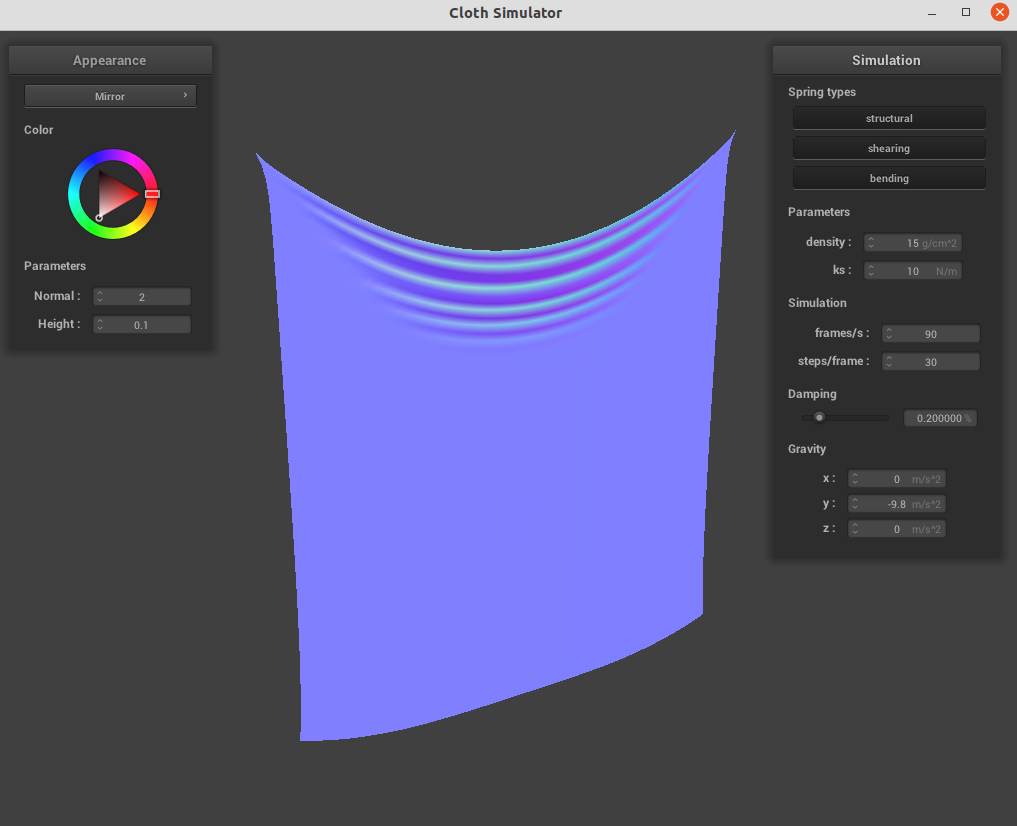 Cloth Simulator
Appearance
Mirror
Color
Parameters
Normal : 2
Height : 0.1
Simulation
Spring types
structural
shearing
bending
Parameters
density : 15 g/cm^2
ks : 10 N/m
Simulation
frames/s : 90
steps/frame : 30
Damping
0.200000 %
Gravity
x : 0 m/s^2
y : -9.8 m/s^2
z : 0 m/s^2